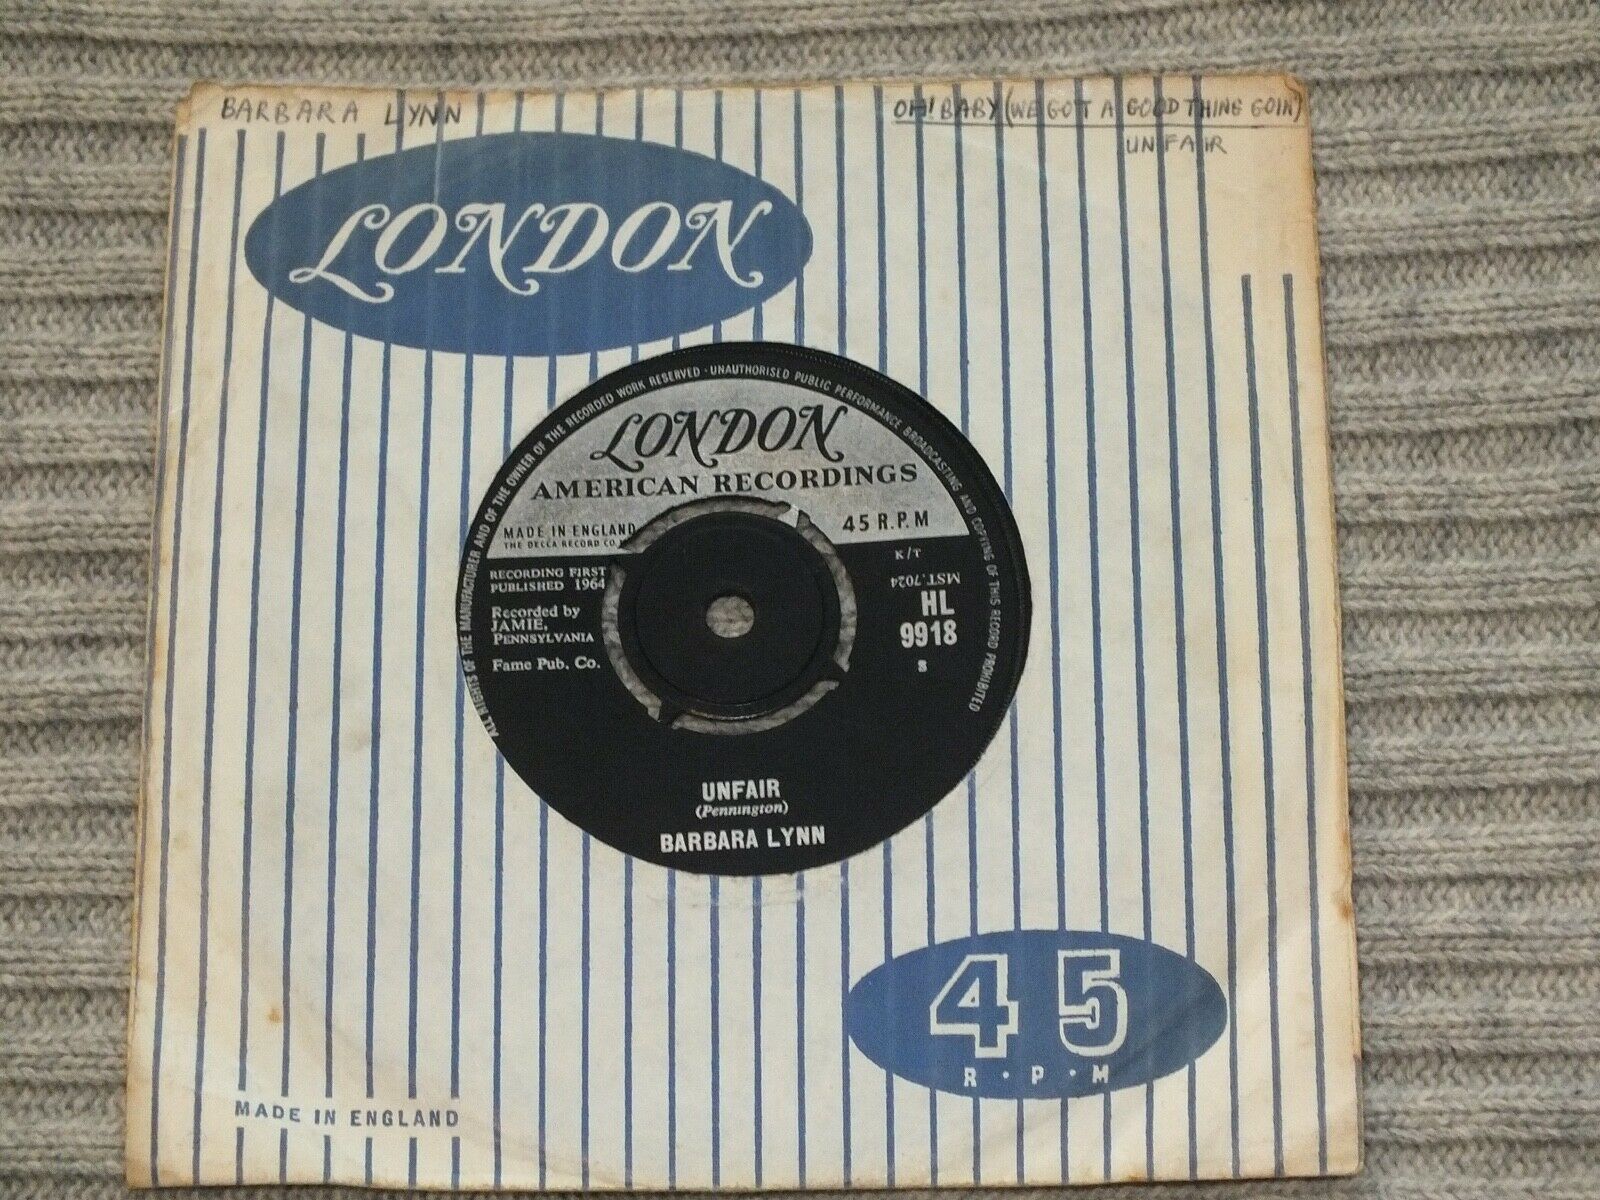 BARBARA LYNN
OH! BABY (WE GOT A GOOD THING GOIN)
UNFAIR
LONDON
ALL RIGHTS OF THE MANUFACTURER AND OF THE OWNER OF THE RECORDED WORK RESERVED · UNAUTHORISED PUBLIC PERFORMANCE BROADCASTING AND COPYING OF THIS RECORD PROHIBITED
LONDON
AMERICAN RECORDINGS
MADE IN ENGLAND
THE DECCA RECORD CO.
45 R.P.M
RECORDING FIRST
PUBLISHED 1964
Recorded by
JAMIE,
PENNSYLVANIA
Fame Pub. Co.
K/T
MST.7024
HL
9918
S
UNFAIR
(Pennington)
BARBARA LYNN
45
R·P·M
MADE IN ENGLAND